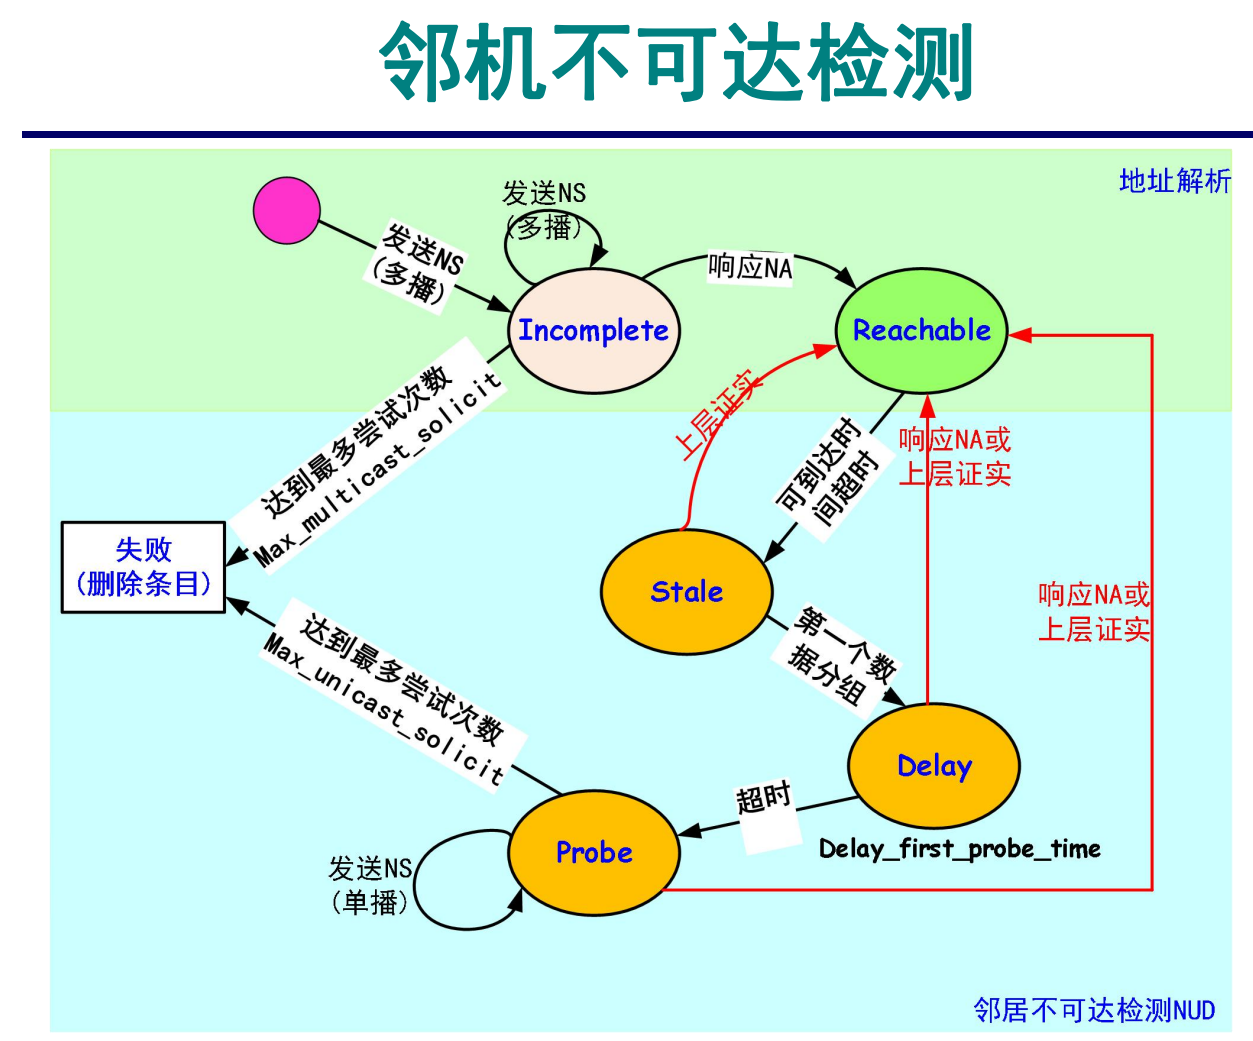 邻机不可达检测
地址解析
发送NS
(多播)
发送NS
(多播)
响应NA
Incomplete
Reachable
上层证实
达到最多尝试次数
Max_multicast_solicit
可到达时
间超时
响应NA或
上层证实
失败
(删除条目)
Stale
响应NA或
上层证实
第一个数
据分组
达到最多尝试次数
Max_unicast_solicit
Delay
超时
Delay_first_probe_time
Probe
发送NS
(单播)
邻居不可达检测NUD